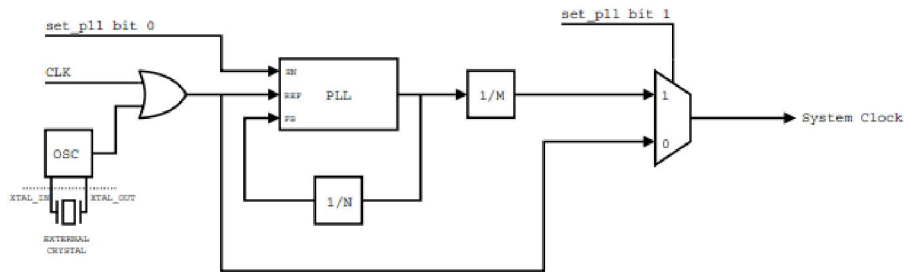 set_pll bit 0
set_pll bit 1
CLK
EN
REF
FB
PLL
1/M
1
0
System Clock
OSC
XTAL_IN
XTAL_OUT
1/N
EXTERNAL
CRYSTAL